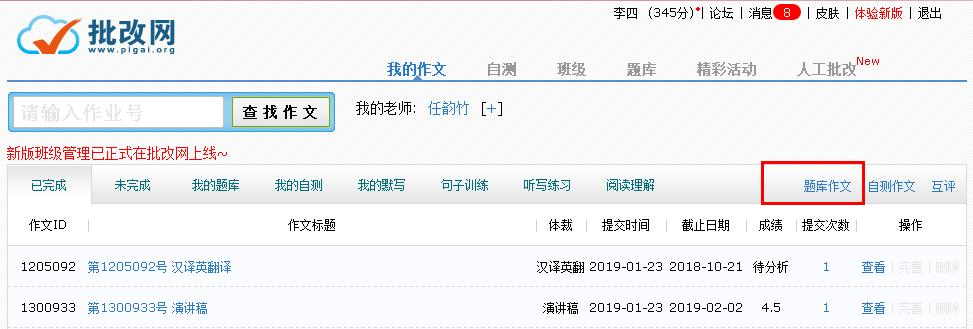 李四 (345分)• | 论坛 | 消息 8 | 皮肤 | 体验新版 | 退出
批改网
www.pigai.org
我的作文 自测 班级 题库 精彩活动 人工批改 New
请输入作业号 查找作文 我的老师: 任韵竹 [+]
新版班级管理已正式在批改网上线~
已完成 未完成 我的题库 我的自测 我的默写 句子训练 听写练习 阅读理解 题库作文 自测作文 互评
作文ID 作文标题 体裁 提交时间 截止日期 成绩 提交次数 操作
1205092 第1205092号 汉译英翻译 汉译英翻 2019-01-23 2018-10-21 待分析 1 查看 | 完善 | 删除
1300933 第1300933号 演讲稿 演讲稿 2019-01-23 2019-02-02 4.5 1 查看 | 完善 | 删除